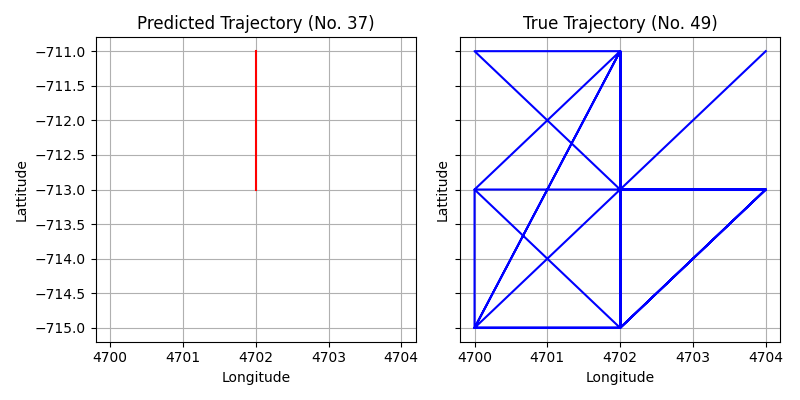 Predicted Trajectory (No. 37)
−711.0
−711.5
−712.0
−712.5
−713.0
−713.5
−714.0
−714.5
−715.0
Lattitude
4700 4701 4702 4703 4704
Longitude
True Trajectory (No. 49)
Lattitude
4700 4701 4702 4703 4704
Longitude